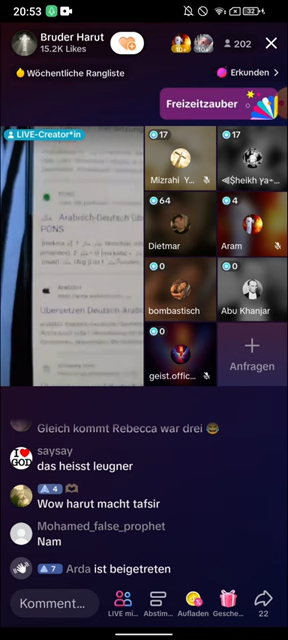 20:53
Bruder Harut
15.2K Likes
202
Wöchentliche Rangliste
Erkunden
Freizeitzauber
LIVE-Creator*in
Arabisch-Deutsch
PONS
Übersetzen Deutsch-Arabi
17
Mizrahi Y...
17
64
Dietmar
4
Aram
0
bombastisch
0
Abu Khanjar
0
geist.offic...
Anfragen
Gleich kommt Rebecca war drei 😅
saysay
das heisst leugner
I ❤ GOD
4
Wow harut macht tafsir
Mohamed_false_prophet
Nam
7 Arda ist beigetreten
Komment...
LIVE mi...
Abstim...
Aufladen
Gesche...
22